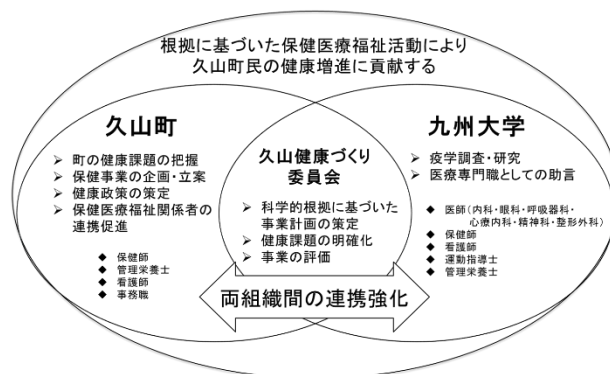 根拠に基づいた保健医療福祉活動により
久山町民の健康増進に貢献する
久山町
➢ 町の健康課題の把握
➢ 保健事業の企画・立案
➢ 健康政策の策定
➢ 保健医療福祉関係者の
連携促進
◆ 保健師
◆ 管理栄養士
◆ 看護師
◆ 事務職
久山健康づくり
委員会
➢ 科学的根拠に基づいた
事業計画の策定
➢ 健康課題の明確化
➢ 事業の評価
九州大学
➢ 疫学調査・研究
➢ 医療専門職としての助言
◆ 医師(内科・眼科・呼吸器科・
心療内科・精神科・整形外科)
◆ 保健師
◆ 看護師
◆ 運動指導士
◆ 管理栄養士
両組織間の連携強化